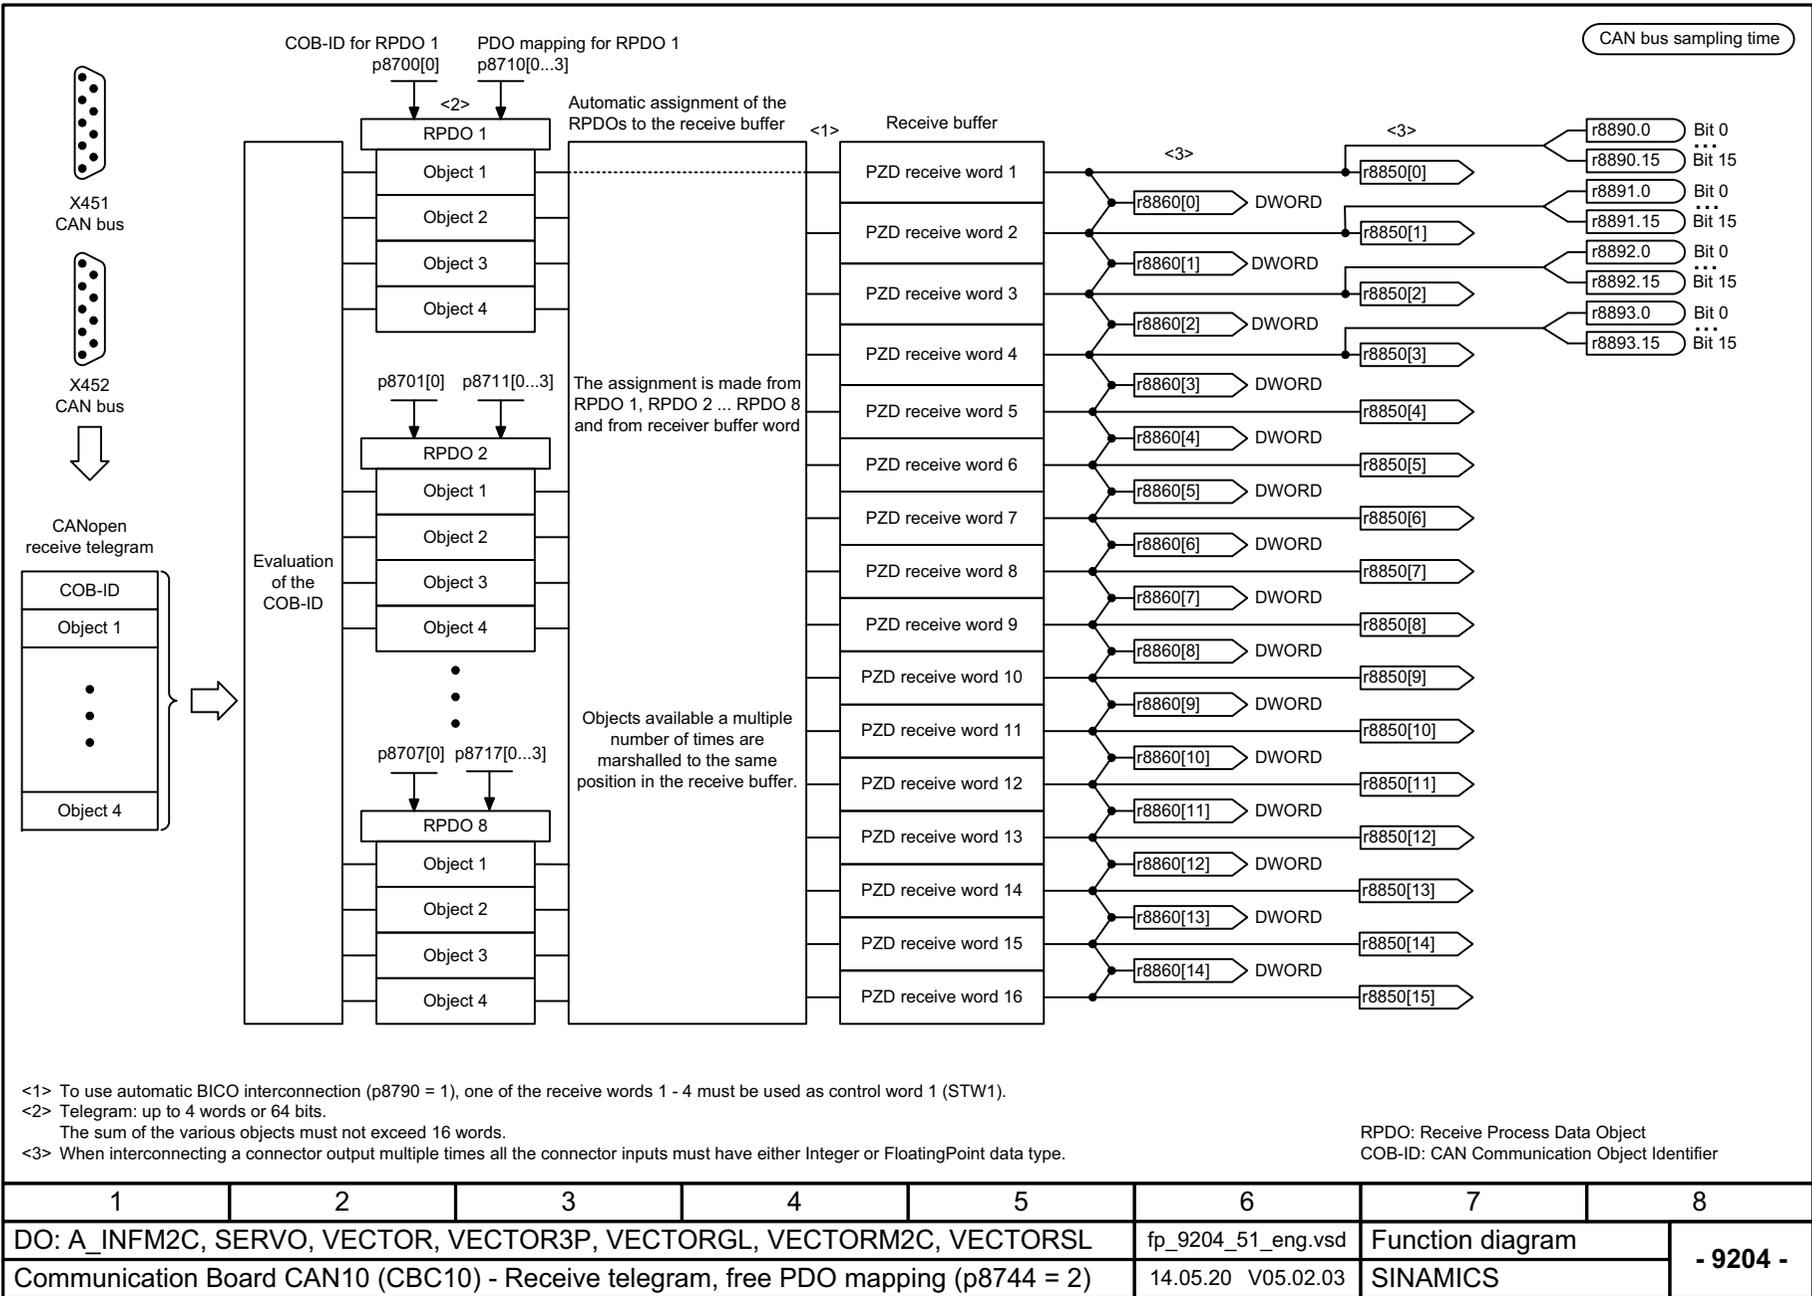 CAN bus sampling time
COB-ID for RPDO 1
p8700[0]
PDO mapping for RPDO 1
p8710[0...3]
<2>
X451
CAN bus
X452
CAN bus
CANopen
receive telegram
COB-ID
Object 1
Object 4
Evaluation
of the
COB-ID
RPDO 1
Object 1
Object 2
Object 3
Object 4
p8701[0]
p8711[0...3]
RPDO 2
Object 1
Object 2
Object 3
Object 4
p8707[0]
p8717[0...3]
RPDO 8
Object 1
Object 2
Object 3
Object 4
Automatic assignment of the
RPDOs to the receive buffer
The assignment is made from
RPDO 1, RPDO 2 ... RPDO 8
and from receiver buffer word
Objects available a multiple
number of times are
marshalled to the same
position in the receive buffer.
<1>
Receive buffer
PZD receive word 1
PZD receive word 2
PZD receive word 3
PZD receive word 4
PZD receive word 5
PZD receive word 6
PZD receive word 7
PZD receive word 8
PZD receive word 9
PZD receive word 10
PZD receive word 11
PZD receive word 12
PZD receive word 13
PZD receive word 14
PZD receive word 15
PZD receive word 16
<3>
r8860[0] DWORD
r8860[1] DWORD
r8860[2] DWORD
r8860[3] DWORD
r8860[4] DWORD
r8860[5] DWORD
r8860[6] DWORD
r8860[7] DWORD
r8860[8] DWORD
r8860[9] DWORD
r8860[10] DWORD
r8860[11] DWORD
r8860[12] DWORD
r8860[13] DWORD
r8860[14] DWORD
<3>
r8850[0]
r8850[1]
r8850[2]
r8850[3]
r8850[4]
r8850[5]
r8850[6]
r8850[7]
r8850[8]
r8850[9]
r8850[10]
r8850[11]
r8850[12]
r8850[13]
r8850[14]
r8850[15]
r8890.0 Bit 0
...
r8890.15 Bit 15
r8891.0 Bit 0
...
r8891.15 Bit 15
r8892.0 Bit 0
...
r8892.15 Bit 15
r8893.0 Bit 0
...
r8893.15 Bit 15
<1> To use automatic BICO interconnection (p8790 = 1), one of the receive words 1 - 4 must be used as control word 1 (STW1).
<2> Telegram: up to 4 words or 64 bits.
The sum of the various objects must not exceed 16 words.
<3> When interconnecting a connector output multiple times all the connector inputs must have either Integer or FloatingPoint data type.
RPDO: Receive Process Data Object
COB-ID: CAN Communication Object Identifier
1 2 3 4 5 6 7 8
DO: A_INFM2C, SERVO, VECTOR, VECTOR3P, VECTORGL, VECTORM2C, VECTORSL
fp_9204_51_eng.vsd
Function diagram
- 9204 -
Communication Board CAN10 (CBC10) - Receive telegram, free PDO mapping (p8744 = 2)
14.05.20 V05.02.03
SINAMICS